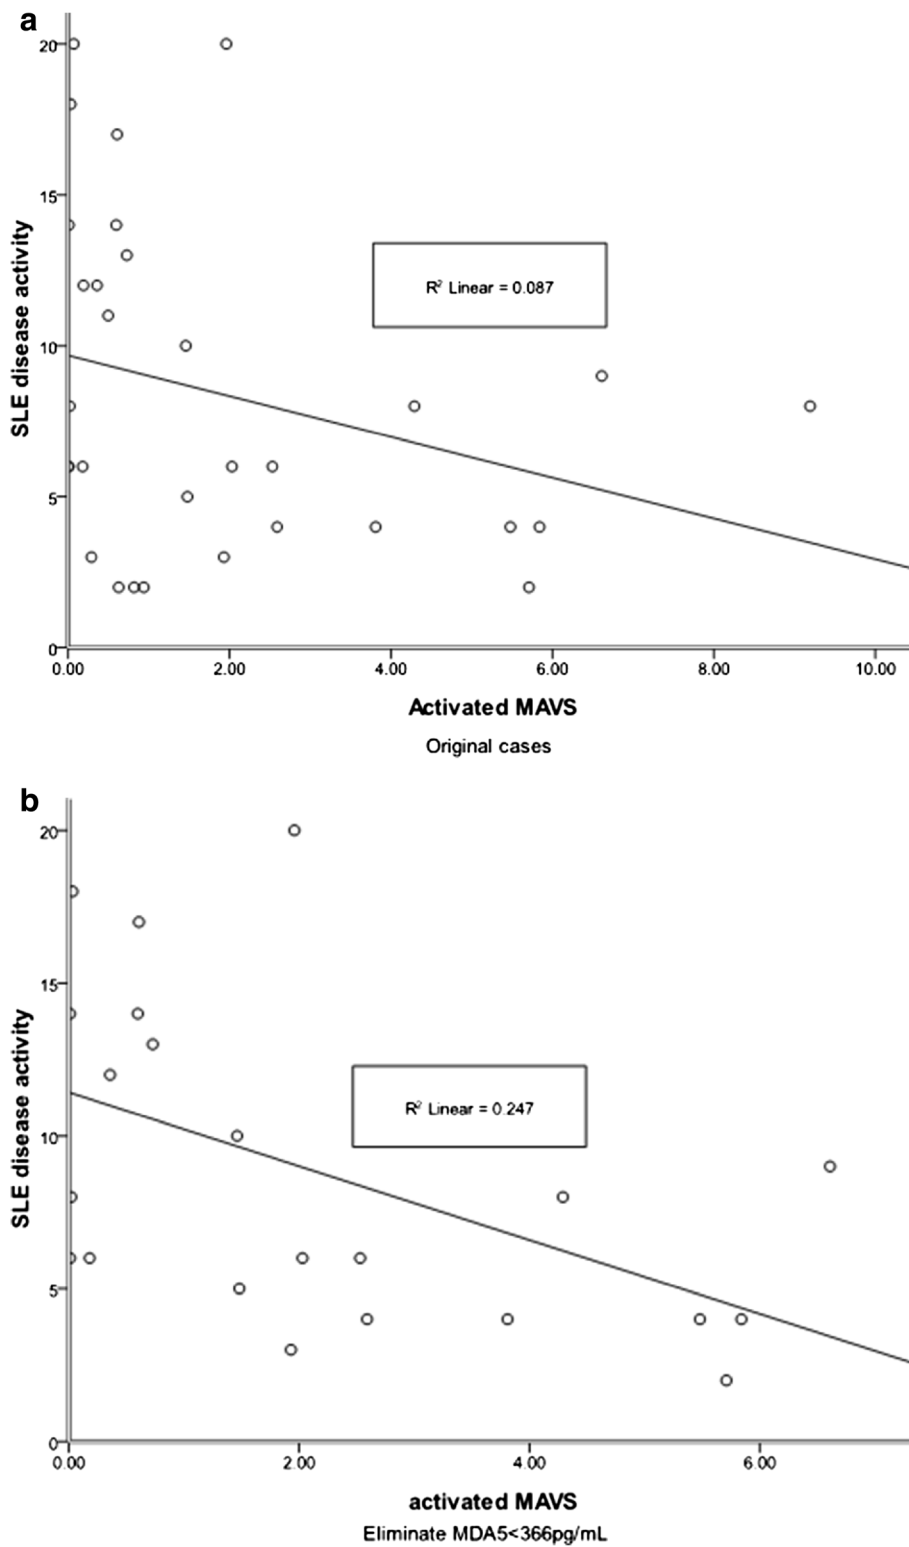 a
20
15
10
5
0
SLE disease activity
R² Linear = 0.087
0.00 2.00 4.00 6.00 8.00 10.00
Activated MAVS
Original cases
b
20
15
10
5
0
SLE disease activity
R² Linear = 0.247
0.00 2.00 4.00 6.00
activated MAVS
Eliminate MDA5<366pg/mL